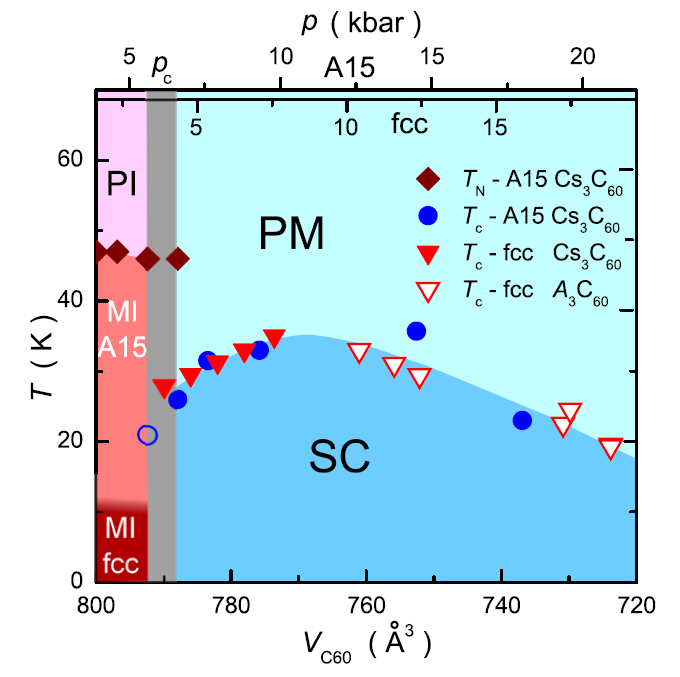 p ( kbar )
5 p_c 10 A15 15 20
5 10 fcc 15
60
40
20
0
T ( K )
PI
PM
MI
A15
SC
MI
fcc
T_N - A15 Cs_3C_60
T_c - A15 Cs_3C_60
T_c - fcc Cs_3C_60
T_c - fcc A_3C_60
800 780 760 740 720
V_C60 ( Å^3 )